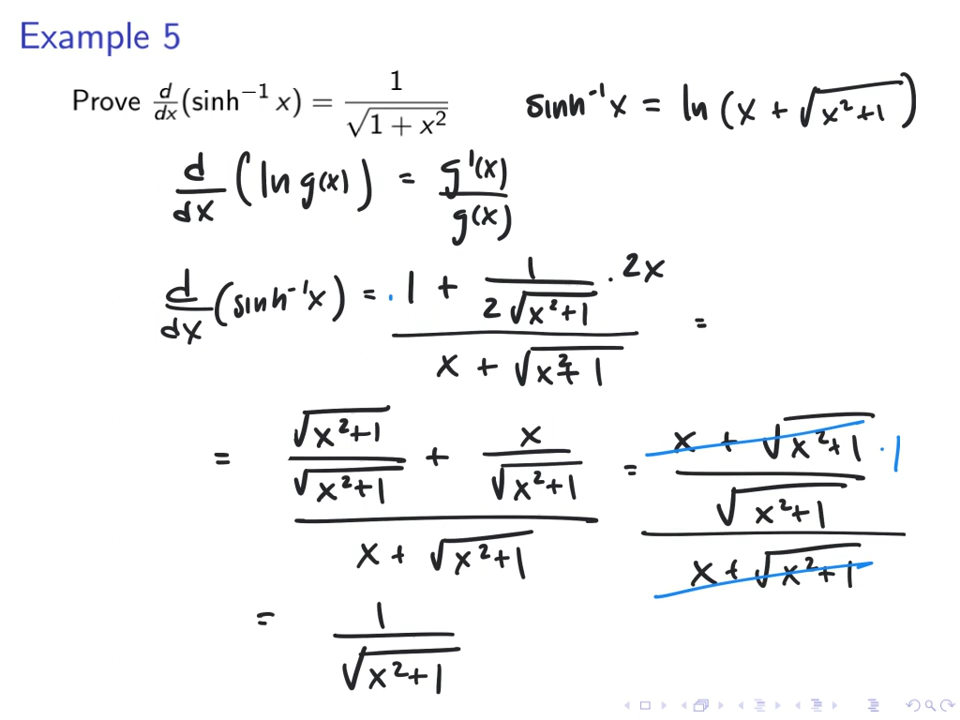 Example 5
Prove d/dx (sinh⁻¹ x) = 1/√(1 + x²)    sinh⁻¹x = ln (x + √(x²+1))
d/dx (ln g(x)) = g'(x)/g(x)
d/dx (sinh⁻¹x) = · (1 + 1/(2√(x²+1)) · 2x)/(x + √(x²+1)) =
= (√(x²+1)/√(x²+1) + x/√(x²+1))/(x + √(x²+1)) = ((x + √(x²+1) · 1)/√(x²+1))/(x + √(x²+1))
= 1/√(x²+1)